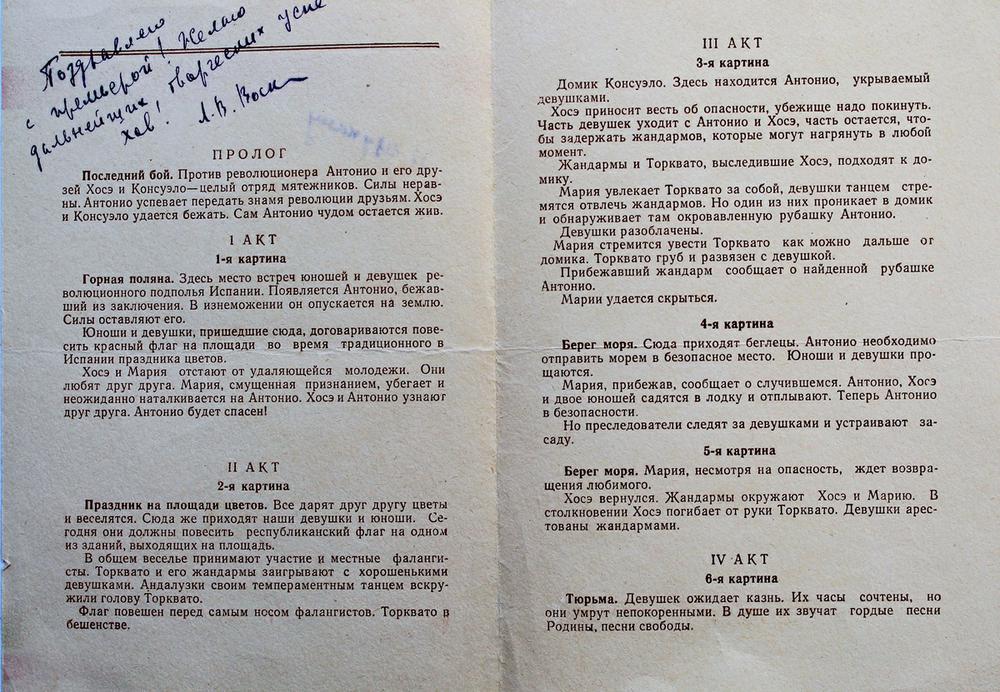 Поздравляю
с премьерой! Желаю
дальнейших творческих успе
хов!
ПРОЛОГ
Последний бой. Против революционера Антонио и его дру-
зей Хосэ и Консуэло—целый отряд мятежников. Силы нерав-
ны. Антонио успевает передать знамя революции друзьям. Хосэ
и Консуэло удается бежать. Сам Антонио чудом остается жив.
I АКТ
1-я картина
Горная поляна. Здесь место встреч юношей и девушек ре-
волюционного подполья Испании. Появляется Антонио, бежав-
ший из заключения. В изнеможении он опускается на землю.
Силы оставляют его.
Юноши и девушки, пришедшие сюда, договариваются пове-
сить красный флаг на площади во время традиционного в
Испании праздника цветов.
Хосэ и Мария отстают от удаляющейся молодежи. Они
любят друг друга. Мария, смущенная признанием, убегает и
неожиданно наталкивается на Антонио. Хосэ и Антонио узнают
друг друга. Антонио будет спасен!
II АКТ
2-я картина
Праздник на площади цветов. Все дарят друг другу цветы
и веселятся. Сюда же приходят наши девушки и юноши. Се-
годня они должны повесить республиканский флаг на одном
из зданий, выходящих на площадь.
В общем веселье принимают участие и местные фаланги-
сты. Торквато и его жандармы заигрывают с хорошенькими
девушками. Андалузки своим темпераментным танцем вскру-
жили голову Торквато.
Флаг повешен перед самым носом фалангистов. Торквато в
бешенстве.
III АКТ
3-я картина
Домик Консуэло. Здесь находится Антонио, укрываемый
девушками.
Хосэ приносит весть об опасности, убежище надо покинуть.
Часть девушек уходит с Антонио и Хосэ, часть остается, что-
бы задержать жандармов, которые могут нагрянуть в любой
момент.
Жандармы и Торквато, выследившие Хосэ, подходят к до-
мику.
Мария увлекает Торквато за собой, девушки танцем стре-
мятся отвлечь жандармов. Но один из них проникает в домик
и обнаруживает там окровавленную рубашку Антонио.
Девушки разоблачены.
Мария стремится увести Торквато как можно дальше от
домика. Торквато груб и развязен с девушкой.
Прибежавший жандарм сообщает о найденной рубашке
Антонио.
Марии удается скрыться.
4-я картина
Берег моря. Сюда приходят беглецы. Антонио необходимо
отправить морем в безопасное место. Юноши и девушки про-
щаются.
Мария, прибежав, сообщает о случившемся. Антонио, Хосэ
и двое юношей садятся в лодку и отплывают. Теперь Антонио
в безопасности.
Но преследователи следят за девушками и устраивают за-
саду.
5-я картина
Берег моря. Мария, несмотря на опасность, ждет возвра-
щения любимого.
Хосэ вернулся. Жандармы окружают Хосэ и Марию. В
столкновении Хосэ погибает от руки Торквато. Девушки арес-
тованы жандармами.
IV АКТ
6-я картина
Тюрьма. Девушек ожидает казнь. Их часы сочтены, но
они умрут непокоренными. В душе их звучат гордые песни
Родины, песни свободы.